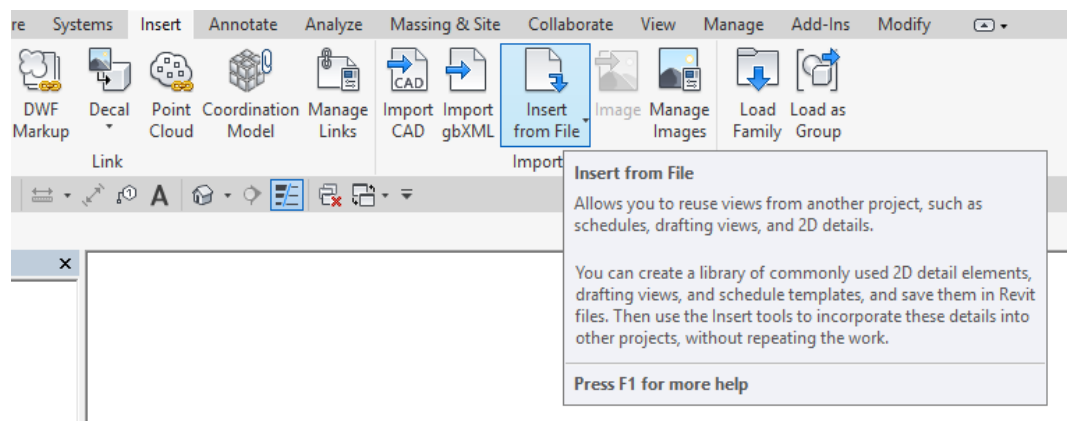 re Systems Insert Annotate Analyze Massing & Site Collaborate View Manage Add-Ins Modify
DWF Markup
Decal
Point Cloud
Coordination Model
Manage Links
Import CAD
Import gbXML
Insert from File
Image
Manage Images
Load Family
Load as Group
CAD
Link
Import
A
Insert from File
Allows you to reuse views from another project, such as
schedules, drafting views, and 2D details.
You can create a library of commonly used 2D detail elements,
drafting views, and schedule templates, and save them in Revit
files. Then use the Insert tools to incorporate these details into
other projects, without repeating the work.
Press F1 for more help